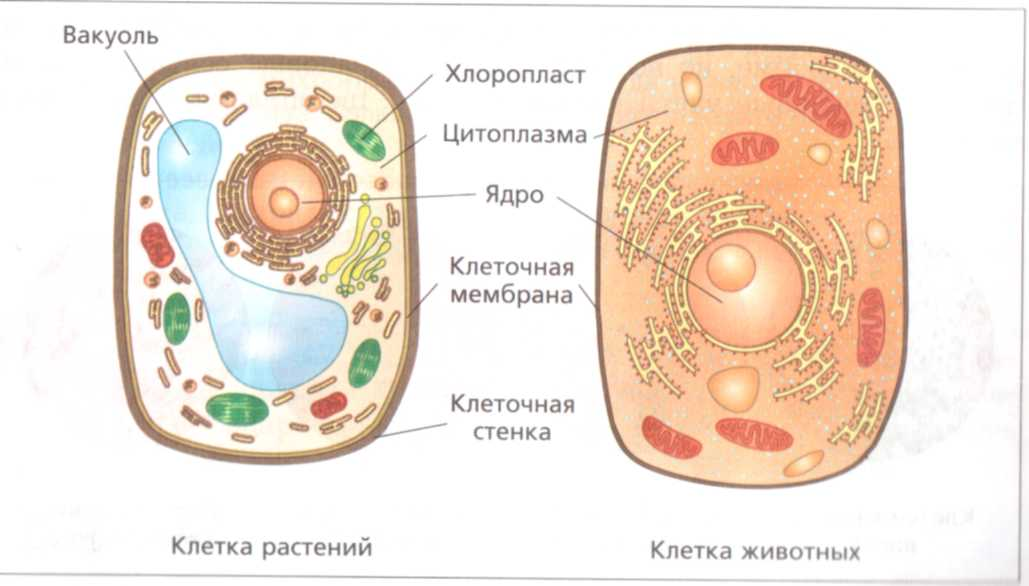 Вакуоль
Хлоропласт
Цитоплазма
Ядро
Клеточная
мембрана
Клеточная
стенка
Клетка растений
Клетка животных